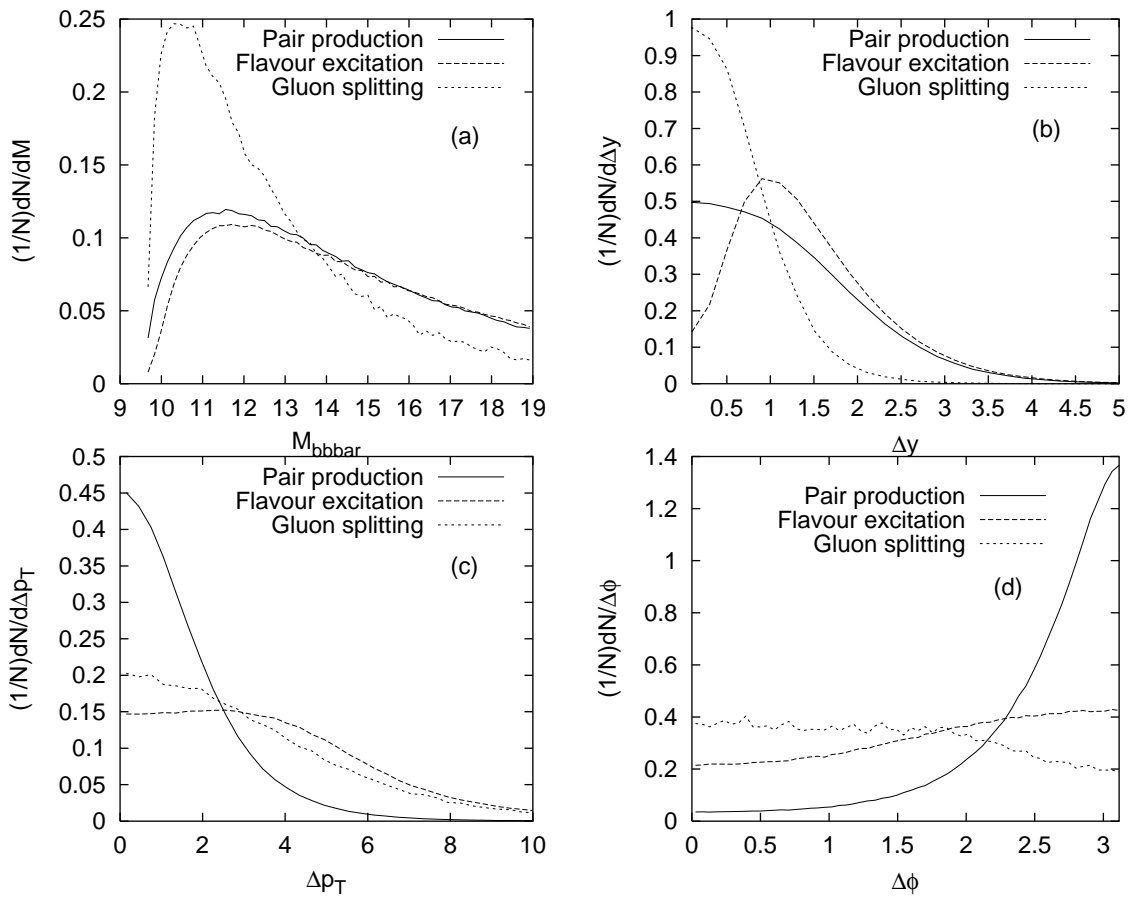 (1/N)dN/dM
0.25
0.2
0.15
0.1
0.05
0
Pair production
Flavour excitation
Gluon splitting
(a)
9 10 11 12 13 14 15 16 17 18 19
M_bbbar
(1/N)dN/dΔy
1
0.9
0.8
0.7
0.6
0.5
0.4
0.3
0.2
0.1
0
Pair production
Flavour excitation
Gluon splitting
(b)
0.5 1 1.5 2 2.5 3 3.5 4 4.5 5
Δy
(1/N)dN/dΔp_T
0.5
0.45
0.4
0.35
0.3
0.25
0.2
0.15
0.1
0.05
0
Pair production
Flavour excitation
Gluon splitting
(c)
0 2 4 6 8 10
Δp_T
(1/N)dN/Δϕ
1.4
1.2
1
0.8
0.6
0.4
0.2
0
Pair production
Flavour excitation
Gluon splitting
(d)
0 0.5 1 1.5 2 2.5 3
Δϕ